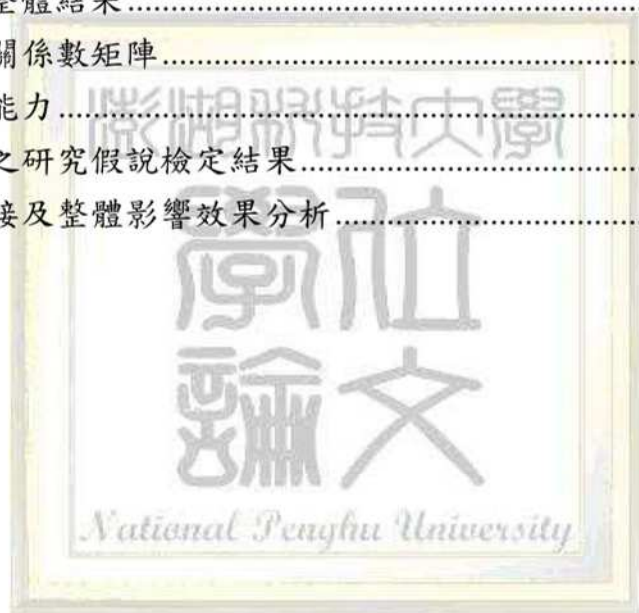 整體結果
關係數矩陣
能力
之研究假說檢定結果
接及整體影響效果分析
澎湖科技大學
學位
論文
National Penghu University